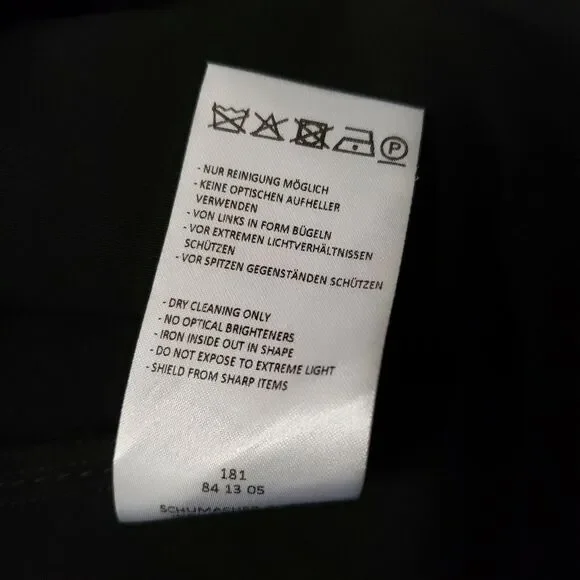 P
- NUR REINIGUNG MÖGLICH
- KEINE OPTISCHEN AUFHELLER
VERWENDEN
- VON LINKS IN FORM BÜGELN
- VOR EXTREMEN LICHTVERHÄLTNISSEN
SCHÜTZEN
- VOR SPITZEN GEGENSTÄNDEN SCHÜTZEN
- DRY CLEANING ONLY
- NO OPTICAL BRIGHTENERS
- IRON INSIDE OUT IN SHAPE
- DO NOT EXPOSE TO EXTREME LIGHT
- SHIELD FROM SHARP ITEMS
181
84 13 05